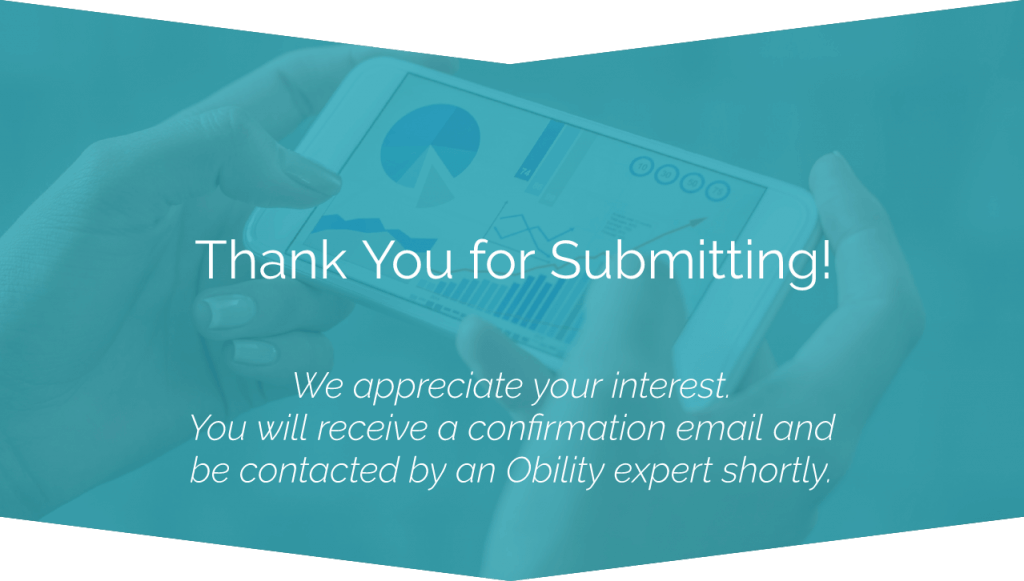 Thank You for Submitting!
We appreciate your interest.
You will receive a confirmation email and
be contacted by an Obility expert shortly.